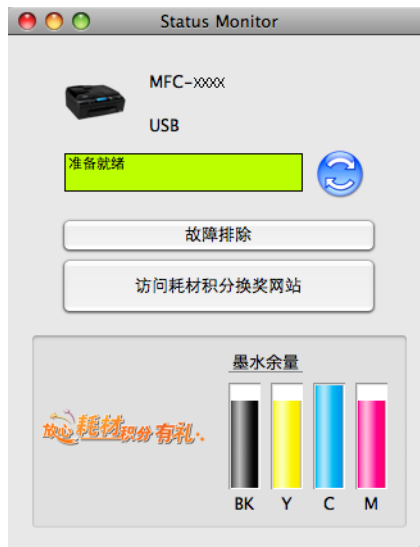 Status Monitor
MFC-xxxx
USB
准备就绪
故障排除
访问耗材积分换奖网站
墨水余量
放心耗材积分有礼
BK Y C M